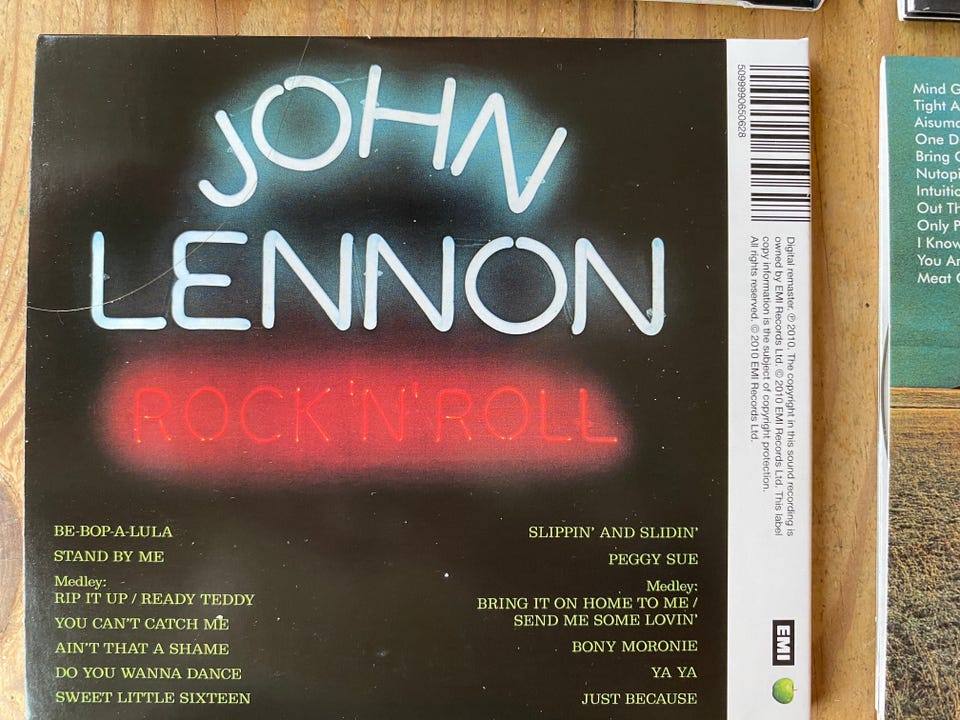 JOHN
LENNON
ROCK 'N' ROLL
BE-BOP-A-LULA
STAND BY ME
Medley:
RIP IT UP / READY TEDDY
YOU CAN'T CATCH ME
AIN'T THAT A SHAME
DO YOU WANNA DANCE
SWEET LITTLE SIXTEEN
SLIPPIN' AND SLIDIN'
PEGGY SUE
Medley:
BRING IT ON HOME TO ME /
SEND ME SOME LOVIN'
BONY MORONIE
YA YA
JUST BECAUSE
5099990650628
Digital remaster. ℗ 2010. The copyright in this sound recording is
owned by EMI Records Ltd. © 2010 EMI Records Ltd. This label
copy information is the subject of copyright protection.
All rights reserved. © 2010 EMI Records Ltd.
EMI
Mind
Tight
Aisuma
One
Bring
Nutopi
Intuitio
Out
Only
I Know
You
Meat